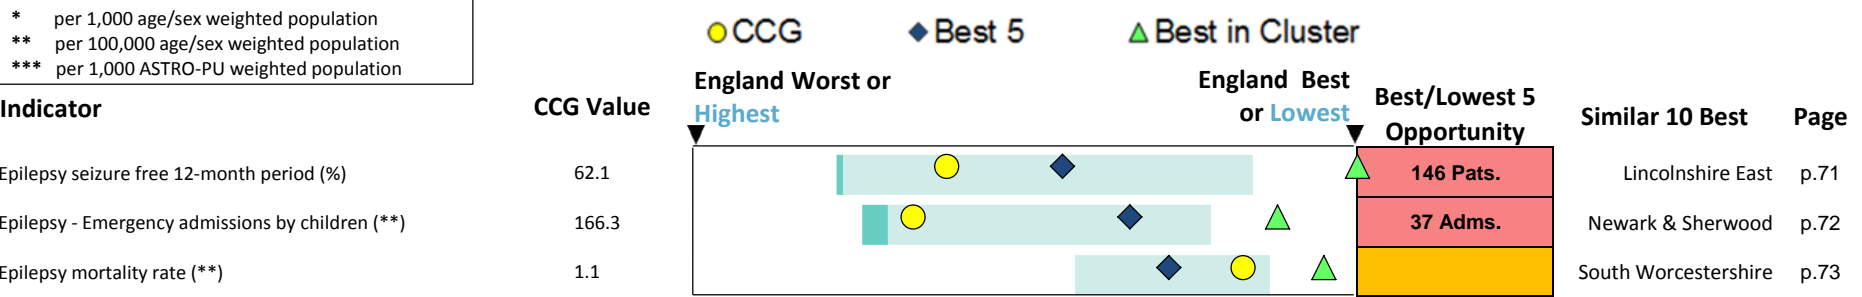 * per 1,000 age/sex weighted population
** per 100,000 age/sex weighted population
*** per 1,000 ASTRO-PU weighted population
CCG Best 5 Best in Cluster
Indicator CCG Value England Worst or Highest England Best or Lowest Best/Lowest 5 Opportunity Similar 10 Best Page
Epilepsy seizure free 12-month period (%) 62.1 146 Pats. Lincolnshire East p.71
Epilepsy - Emergency admissions by children (**) 166.3 37 Adms. Newark & Sherwood p.72
Epilepsy mortality rate (**) 1.1 South Worcestershire p.73